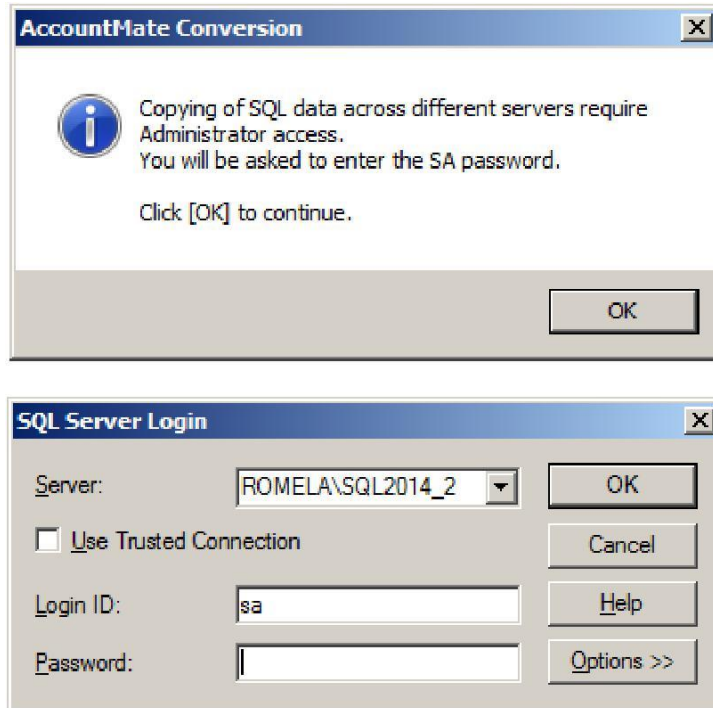 AccountMate Conversion
Copying of SQL data across different servers require
Administrator access.
You will be asked to enter the SA password.
Click [OK] to continue.
OK
SQL Server Login
Server: ROMELA\SQL2014_2 OK
Use Trusted Connection Cancel
Login ID: sa Help
Password: Options >>